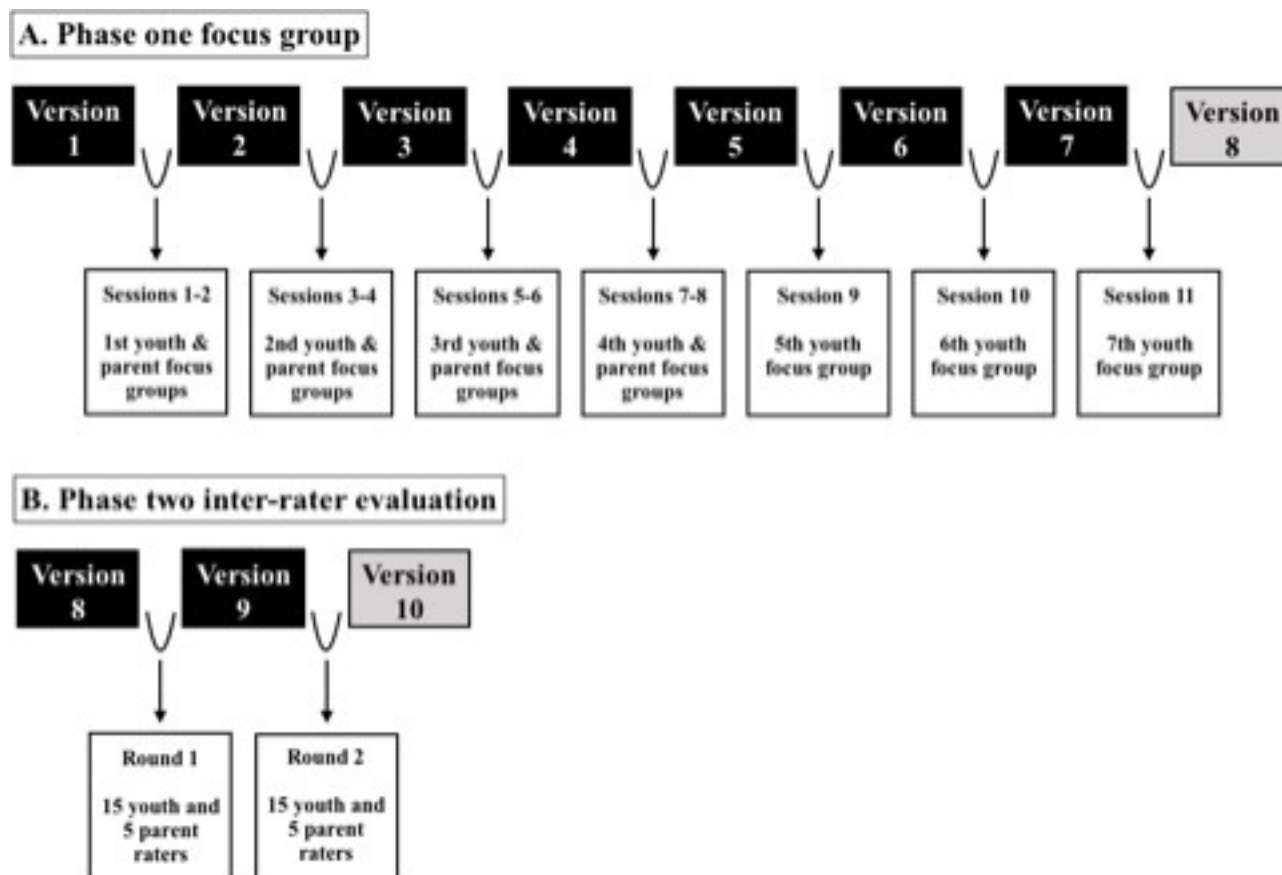 A. Phase one focus group
Version
1
Version
2
Version
3
Version
4
Version
5
Version
6
Version
7
Version
8
Sessions 1-2
1st youth &
parent focus
groups
Sessions 3-4
2nd youth &
parent focus
groups
Sessions 5-6
3rd youth &
parent focus
groups
Sessions 7-8
4th youth &
parent focus
groups
Session 9
5th youth
focus group
Session 10
6th youth
focus group
Session 11
7th youth
focus group
B. Phase two inter-rater evaluation
Version
8
Version
9
Version
10
Round 1
15 youth and
5 parent
raters
Round 2
15 youth and
5 parent
raters